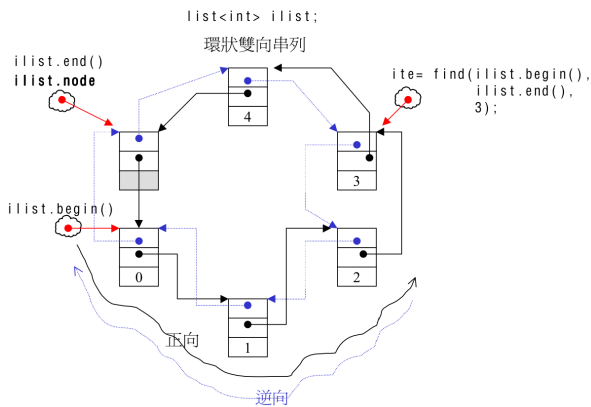 list<int> ilist;
環狀雙向串列
ilist.end()
ilist.node
ite= find(ilist.begin(),
ilist.end(),
3);
4
3
ilist.begin()
0
2
1
正向
逆向